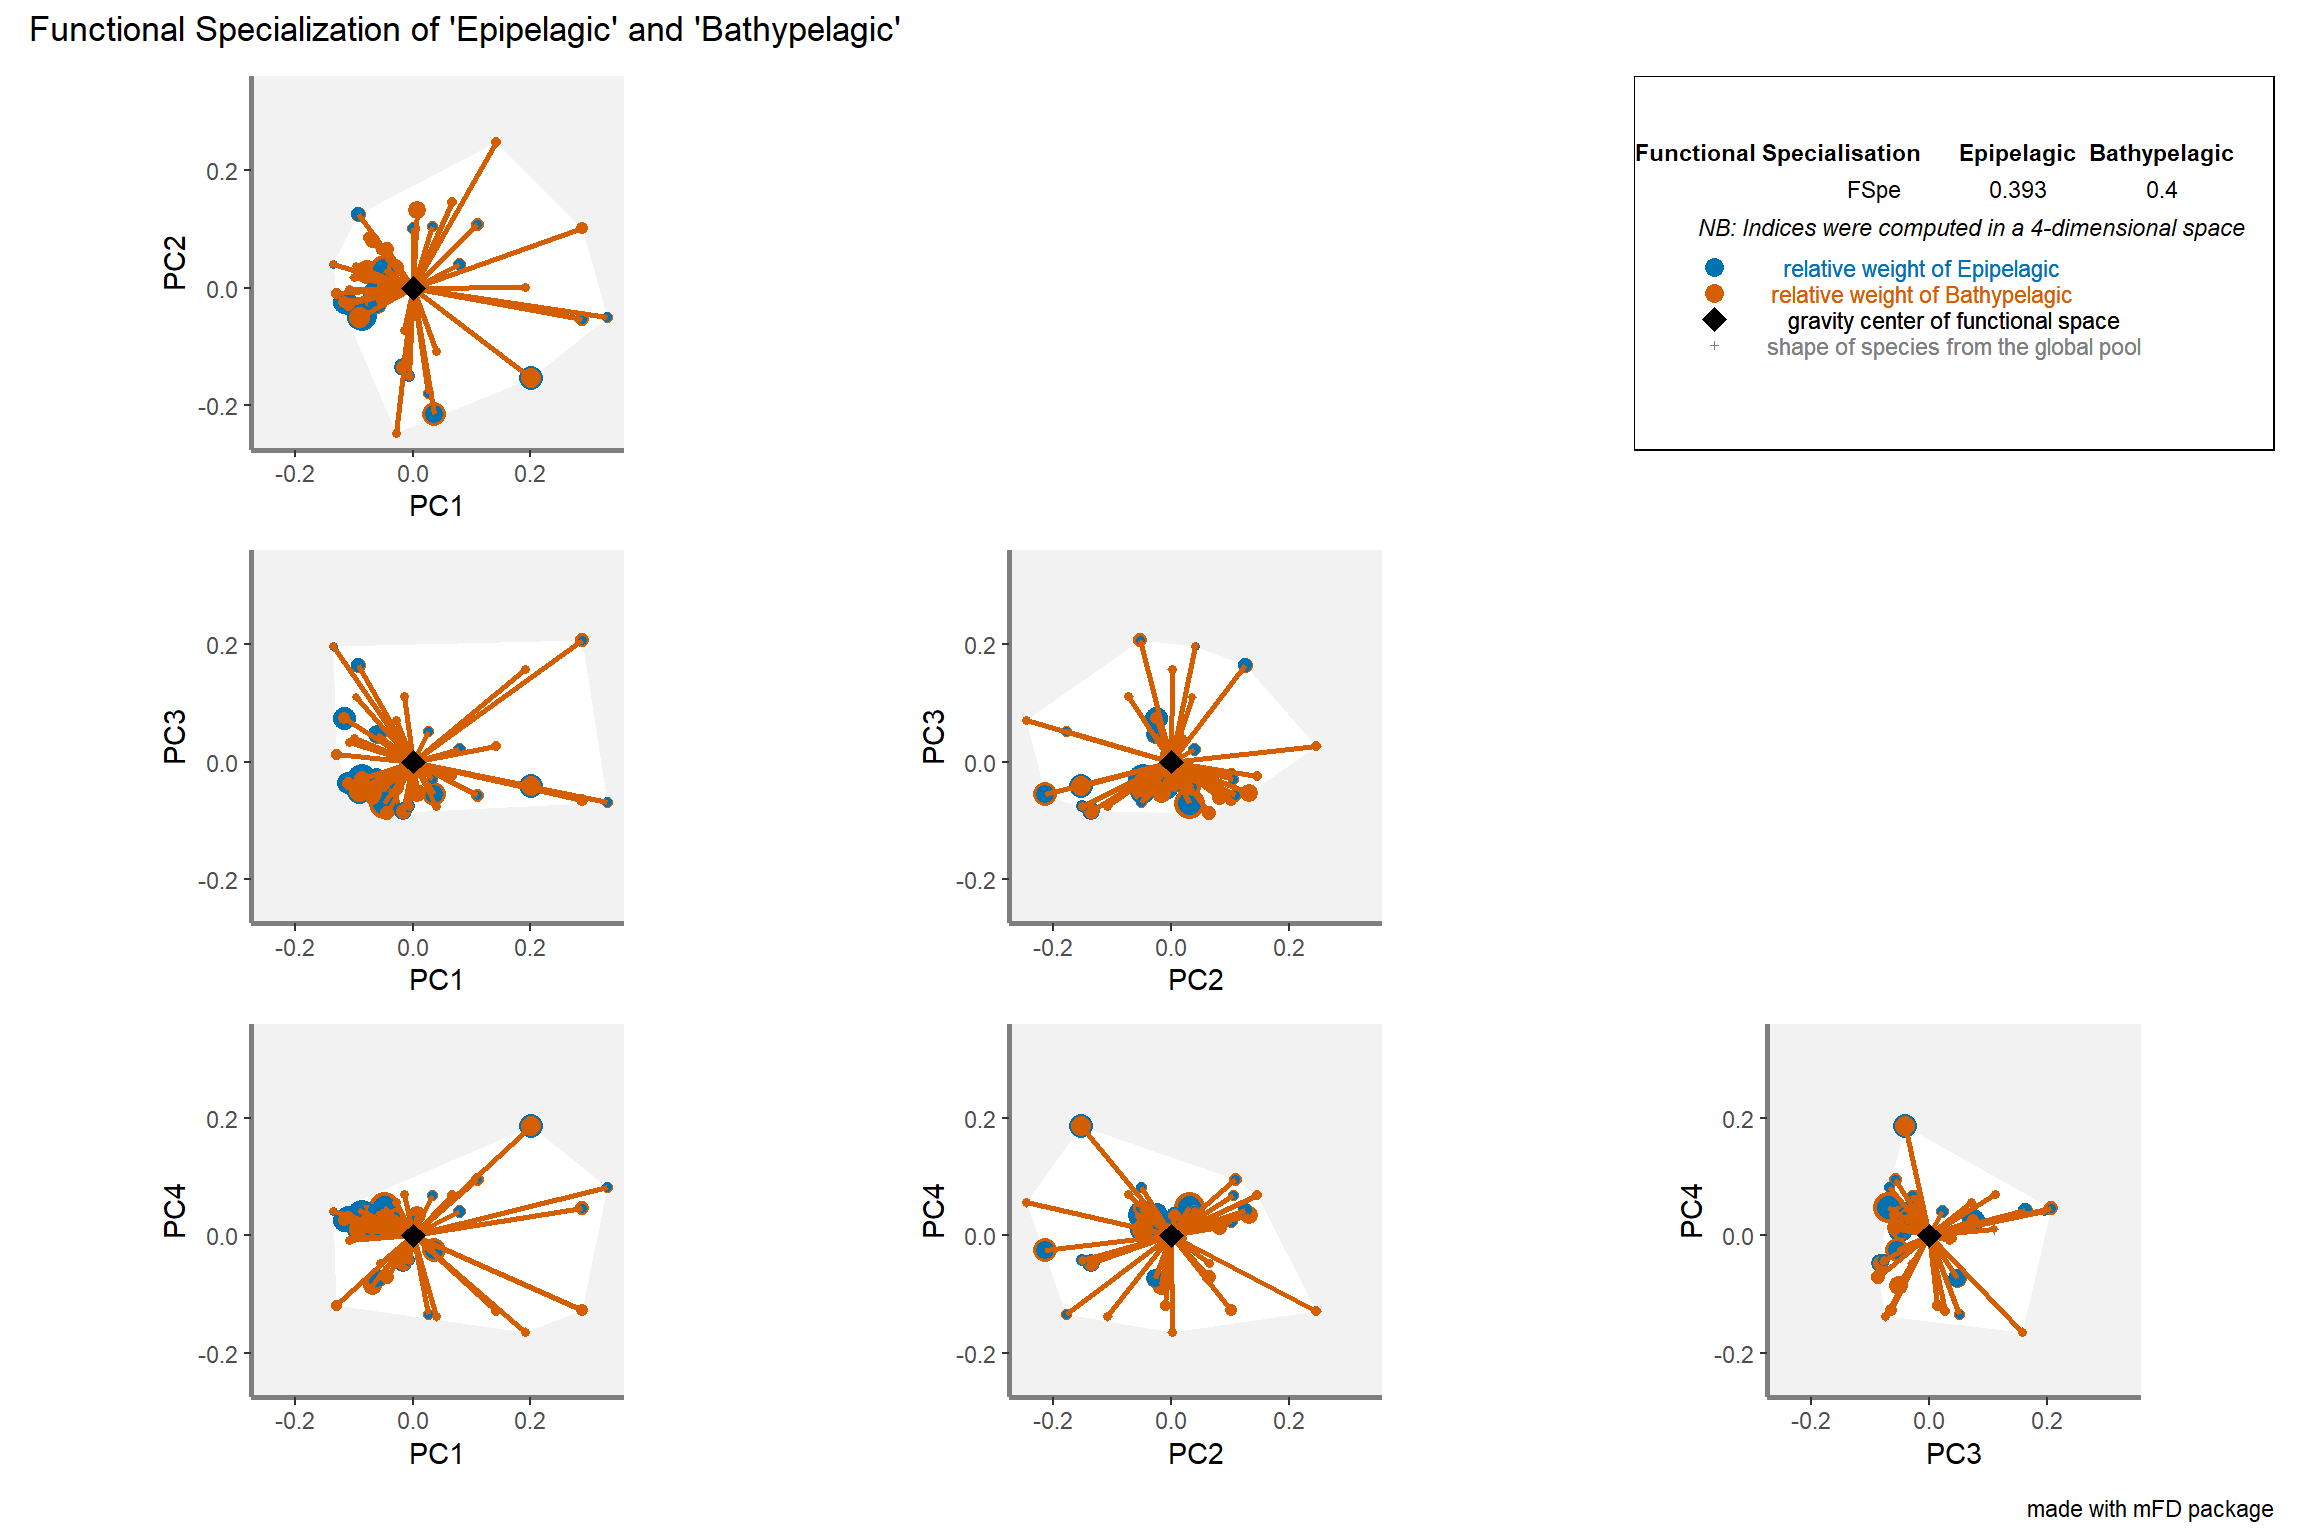 Functional Specialization of 'Epipelagic' and 'Bathypelagic'
PC2
0.2
0.0
-0.2
-0.2 0.0 0.2
PC1
Functional Specialisation Epipelagic Bathypelagic
FSpe 0.393 0.4
NB: Indices were computed in a 4-dimensional space
relative weight of Epipelagic
relative weight of Bathypelagic
gravity center of functional space
shape of species from the global pool
PC3
0.2
0.0
-0.2
-0.2 0.0 0.2
PC1
PC3
0.2
0.0
-0.2
-0.2 0.0 0.2
PC2
PC4
0.2
0.0
-0.2
-0.2 0.0 0.2
PC1
PC4
0.2
0.0
-0.2
-0.2 0.0 0.2
PC2
PC4
0.2
0.0
-0.2
-0.2 0.0 0.2
PC3
made with mFD package